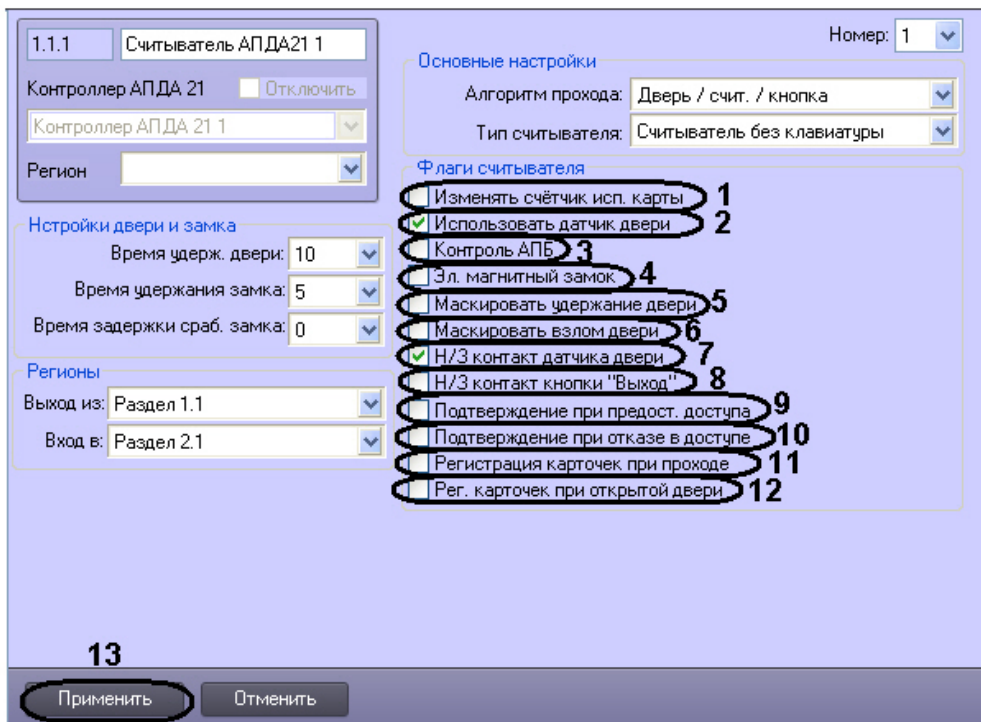 1.1.1 Считыватель АПДА21 1
Контроллер АПДА 21 Отключить
Контроллер АПДА 21 1
Регион
Нстройки двери и замка
Время удерж. двери: 10
Время удержания замка: 5
Время задержки сраб. замка: 0
Регионы
Выход из: Раздел 1.1
Вход в: Раздел 2.1
Номер: 1
Основные настройки
Алгоритм прохода: Дверь / счит. / кнопка
Тип считывателя: Считыватель без клавиатуры
Флаги считывателя
Изменять счётчик исп. карты 1
Использовать датчик двери 2
Контроль АПБ 3
Эл. магнитный замок 4
Маскировать удержание двери 5
Маскировать взлом двери 6
Н/З контакт датчика двери 7
Н/З контакт кнопки "Выход" 8
Подтверждение при предост. доступа 9
Подтверждение при отказе в доступе 10
Регистрация карточек при проходе 11
Рег. карточек при открытой двери 12
13
Применить Отменить